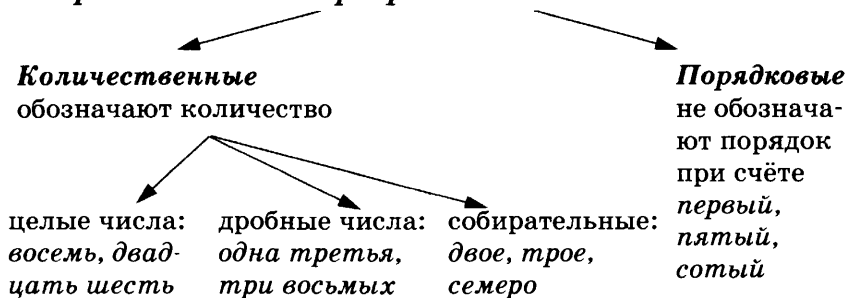 Количественные
обозначают количество
целые числа:
восемь, двад-
цать шесть
дробные числа:
одна третья,
три восьмых
собирательные:
двое, трое,
семеро
Порядковые
не обознача-
ют порядок
при счёте
первый,
пятый,
сотый